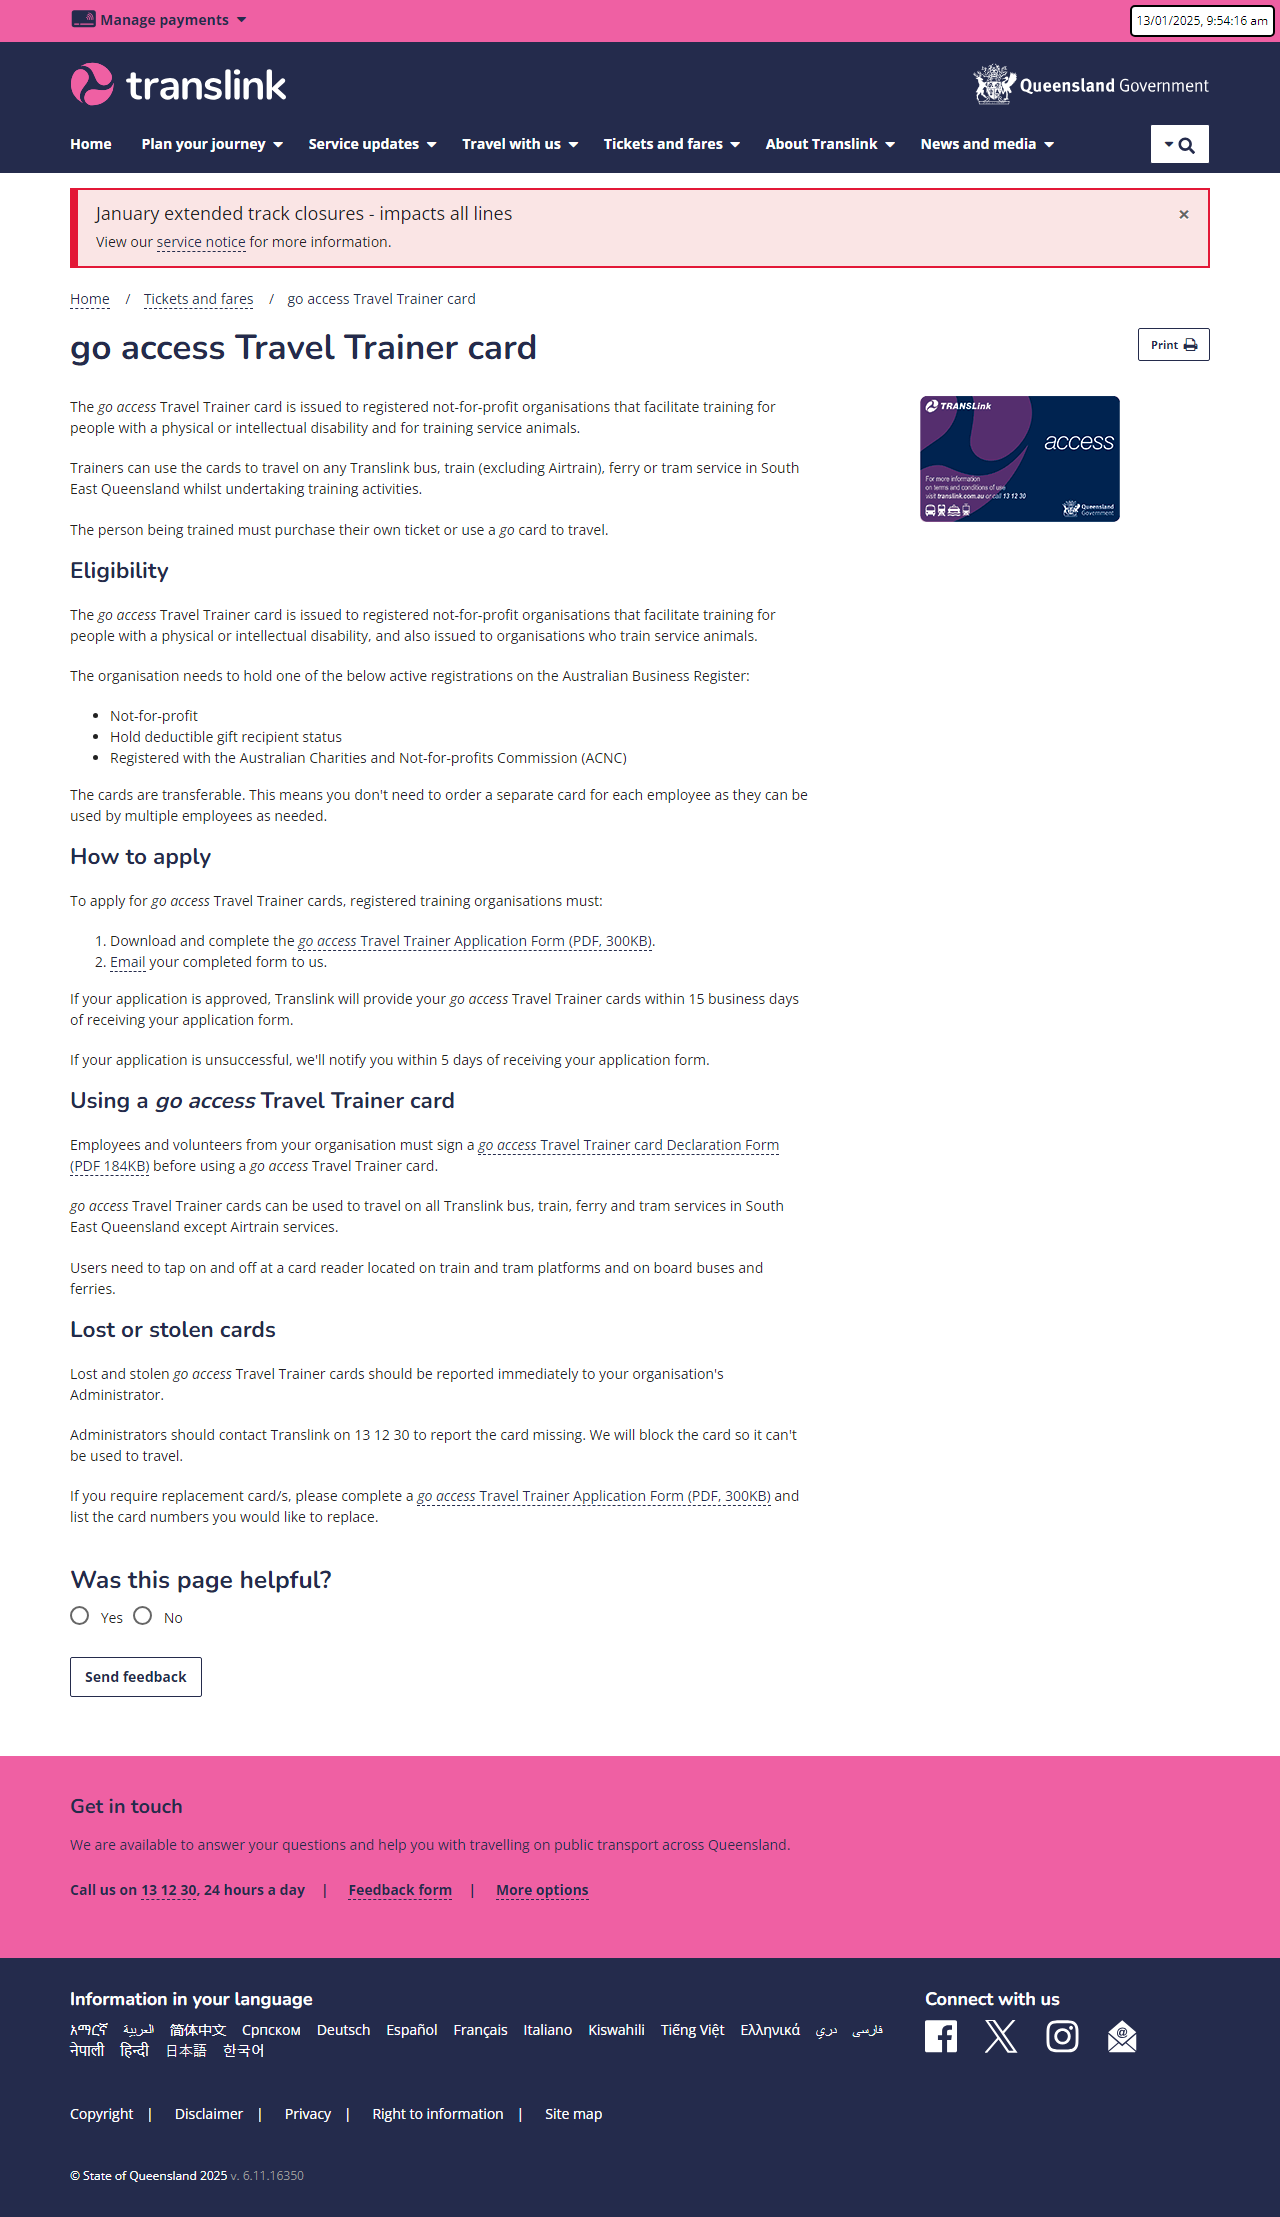 Manage payments
13/01/2025, 9:54:16 am
translink
Queensland Government
Home Plan your journey Service updates Travel with us Tickets and fares About Translink News and media
January extended track closures - impacts all lines
×
View our service notice for more information.
Home / Tickets and fares / go access Travel Trainer card
go access Travel Trainer card
Print
The go access Travel Trainer card is issued to registered not-for-profit organisations that facilitate training for
people with a physical or intellectual disability and for training service animals.
Trainers can use the cards to travel on any Translink bus, train (excluding Airtrain), ferry or tram service in South
East Queensland whilst undertaking training activities.
The person being trained must purchase their own ticket or use a go card to travel.
TRANSLink
access
For more information
on terms and conditions of use
visit translink.com.au or call 13 12 30
Queensland
Government
Eligibility
The go access Travel Trainer card is issued to registered not-for-profit organisations that facilitate training for
people with a physical or intellectual disability, and also issued to organisations who train service animals.
The organisation needs to hold one of the below active registrations on the Australian Business Register:
• Not-for-profit
• Hold deductible gift recipient status
• Registered with the Australian Charities and Not-for-profits Commission (ACNC)
The cards are transferable. This means you don't need to order a separate card for each employee as they can be
used by multiple employees as needed.
How to apply
To apply for go access Travel Trainer cards, registered training organisations must:
1. Download and complete the go access Travel Trainer Application Form (PDF, 300KB).
2. Email your completed form to us.
If your application is approved, Translink will provide your go access Travel Trainer cards within 15 business days
of receiving your application form.
If your application is unsuccessful, we'll notify you within 5 days of receiving your application form.
Using a go access Travel Trainer card
Employees and volunteers from your organisation must sign a go access Travel Trainer card Declaration Form
(PDF 184KB) before using a go access Travel Trainer card.
go access Travel Trainer cards can be used to travel on all Translink bus, train, ferry and tram services in South
East Queensland except Airtrain services.
Users need to tap on and off at a card reader located on train and tram platforms and on board buses and
ferries.
Lost or stolen cards
Lost and stolen go access Travel Trainer cards should be reported immediately to your organisation's
Administrator.
Administrators should contact Translink on 13 12 30 to report the card missing. We will block the card so it can't
be used to travel.
If you require replacement card/s, please complete a go access Travel Trainer Application Form (PDF, 300KB) and
list the card numbers you would like to replace.
Was this page helpful?
Yes No
Send feedback
Get in touch
We are available to answer your questions and help you with travelling on public transport across Queensland.
Call us on 13 12 30, 24 hours a day | Feedback form | More options
Information in your language
Connect with us
አማርኛ العربية 简体中文 Српском Deutsch Español Français Italiano Kiswahili Tiếng Việt Ελληνικά دری فارسی
नेपाली हिन्दी 日本語 한국어
Copyright | Disclaimer | Privacy | Right to information | Site map
© State of Queensland 2025 v. 6.11.16350